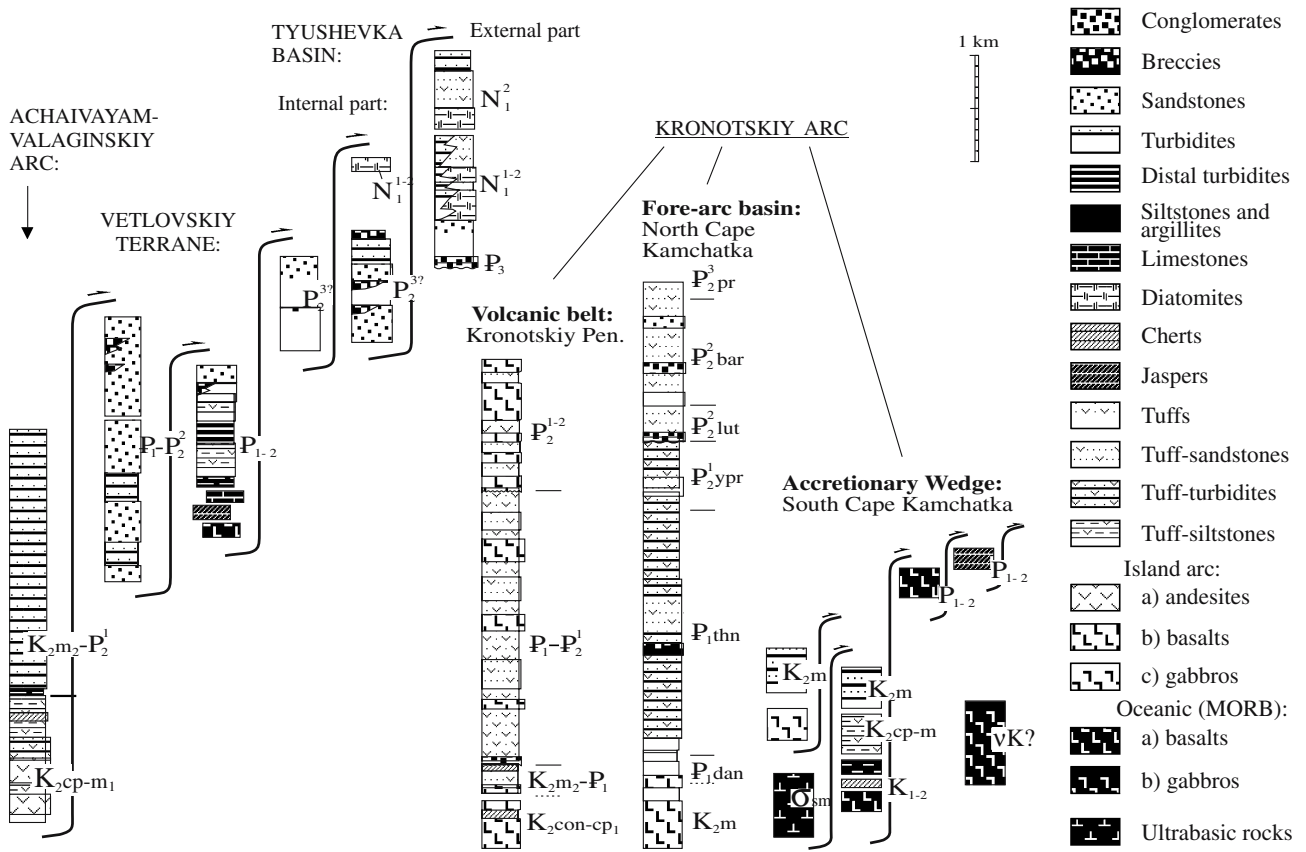 TYUSHEVKA
BASIN:
External part
1 km
Internal part:
ACHAIVAYAM-
VALAGINSKIY
ARC:
VETLOVSKIY
TERRANE:
KRONOTSKIY ARC
N₁²
N₁¹⁻²
N₁¹⁻²
Ᵽ₃
P₂³?
Ᵽ₂³?
Fore-arc basin:
North Cape
Kamchatka
Volcanic belt:
Kronotskiy Pen.
Accretionary Wedge:
South Cape Kamchatka
Ᵽ₂³pr
Ᵽ₂²bar
Ᵽ₂²lut
Ᵽ₂¹ypr
Ᵽ₁thn
Ᵽ₁dan
K₂m
Ᵽ₂¹⁻²
Ᵽ₁-Ᵽ₂¹
K₂m₂-Ᵽ₁
K₂con-cp₁
Ᵽ₁-Ᵽ₂²
Ᵽ₁₋₂
K₂m₂-Ᵽ₂¹
K₂cp-m₁
K₂m
σsm
K₂m
K₂cp-m
K₁₋₂
Ᵽ₁₋₂
Ᵽ₁₋₂
νK?
Conglomerates
Breccies
Sandstones
Turbidites
Distal turbidites
Siltstones and
argillites
Limestones
Diatomites
Cherts
Jaspers
Tuffs
Tuff-sandstones
Tuff-turbidites
Tuff-siltstones
Island arc:
a) andesites
b) basalts
c) gabbros
Oceanic (MORB):
a) basalts
b) gabbros
Ultrabasic rocks